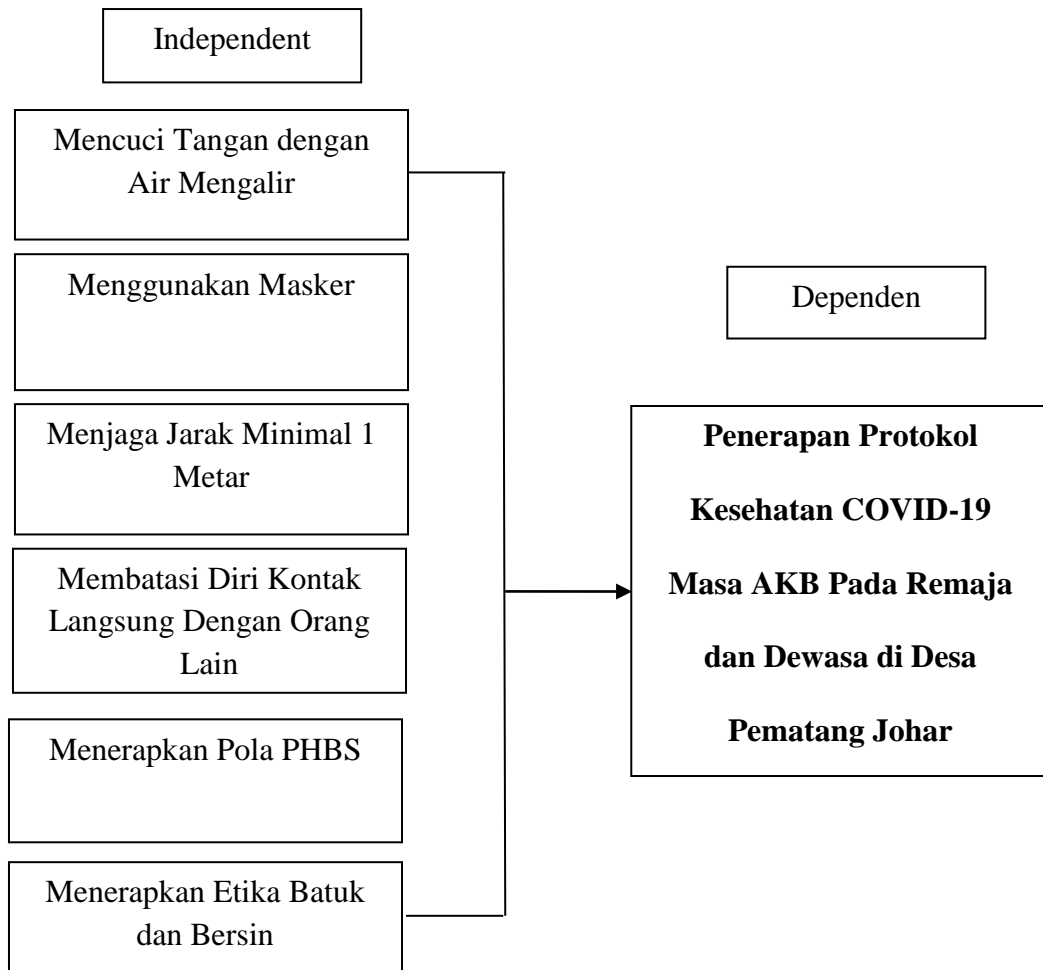 Independent
Mencuci Tangan dengan
Air Mengalir
Menggunakan Masker
Menjaga Jarak Minimal 1
Metar
Membatasi Diri Kontak
Langsung Dengan Orang
Lain
Menerapkan Pola PHBS
Menerapkan Etika Batuk
dan Bersin
Dependen
Penerapan Protokol
Kesehatan COVID-19
Masa AKB Pada Remaja
dan Dewasa di Desa
Pematang Johar